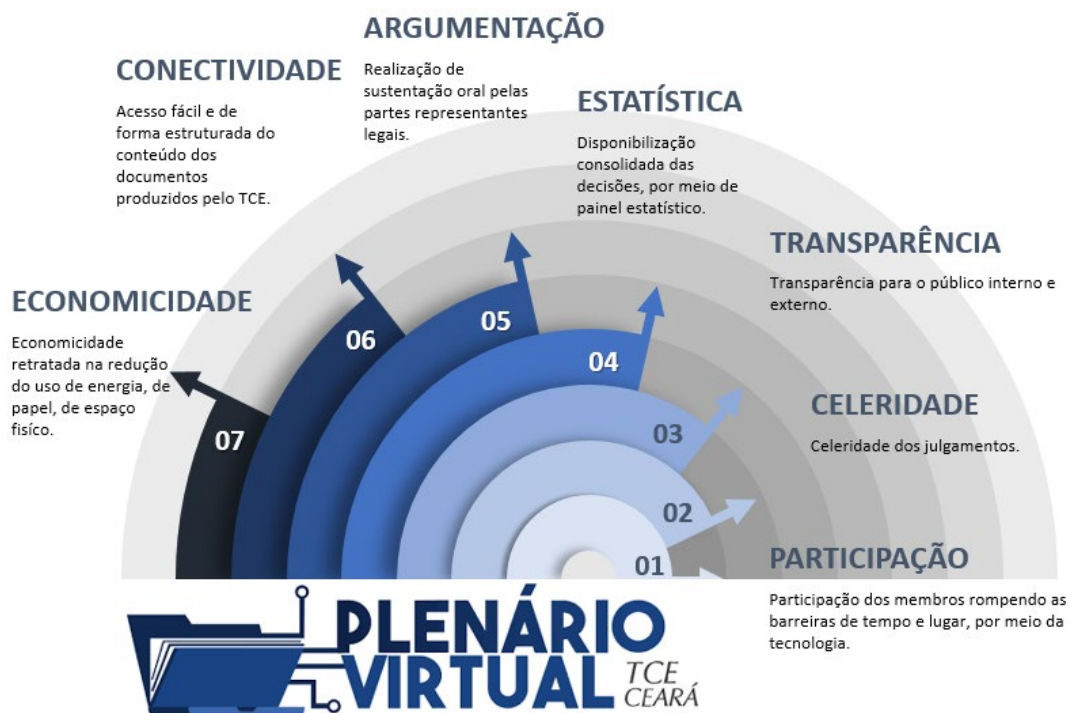 ARGUMENTAÇÃO
Realização de
sustentação oral pelas
partes representantes
legais.
CONECTIVIDADE
Acesso fácil e de
forma estruturada do
conteúdo dos
documentos
produzidos pelo TCE.
ESTATÍSTICA
Disponibilização
consolidada das
decisões, por meio de
painel estatístico.
TRANSPARÊNCIA
Transparência para o público interno e
externo.
ECONOMICIDADE
Economicidade
retratada na redução
do uso de energia, de
papel, de espaço
fisíco.
CELERIDADE
Celeridade dos julgamentos.
PARTICIPAÇÃO
Participação dos membros rompendo as
barreiras de tempo e lugar, por meio da
tecnologia.
07
06
05
04
03
02
01
PLENÁRIO
VIRTUAL
TCE
CEARÁ